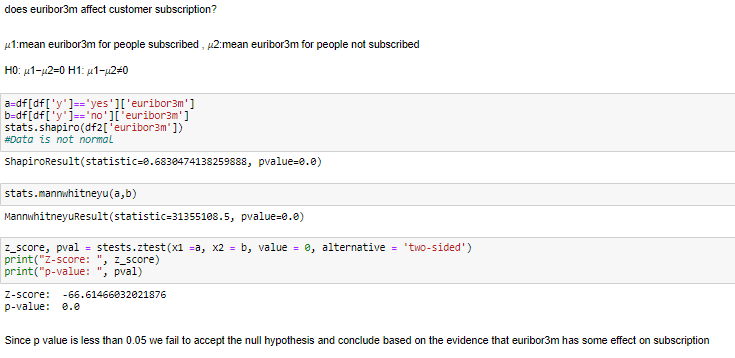 does euribor3m affect customer subscription?
μ1:mean euribor3m for people subscribed , μ2:mean euribor3m for people not subscribed
H0: μ1−μ2=0 H1: μ1−μ2≠0
a=df[df['y']=='yes']['euribor3m']
b=df[df['y']=='no']['euribor3m']
stats.shapiro(df2['euribor3m'])
#Data is not normal
ShapiroResult(statistic=0.6830474138259888, pvalue=0.0)
stats.mannwhitneyu(a,b)
MannwhitneyuResult(statistic=31355108.5, pvalue=0.0)
z_score, pval = stests.ztest(x1 =a, x2 = b, value = 0, alternative = 'two-sided')
print("Z-score: ", z_score)
print("p-value: ", pval)
Z-score:  -66.61466032021876
p-value:  0.0
Since p value is less than 0.05 we fail to accept the null hypothesis and conclude based on the evidence that euribor3m has some effect on subscription